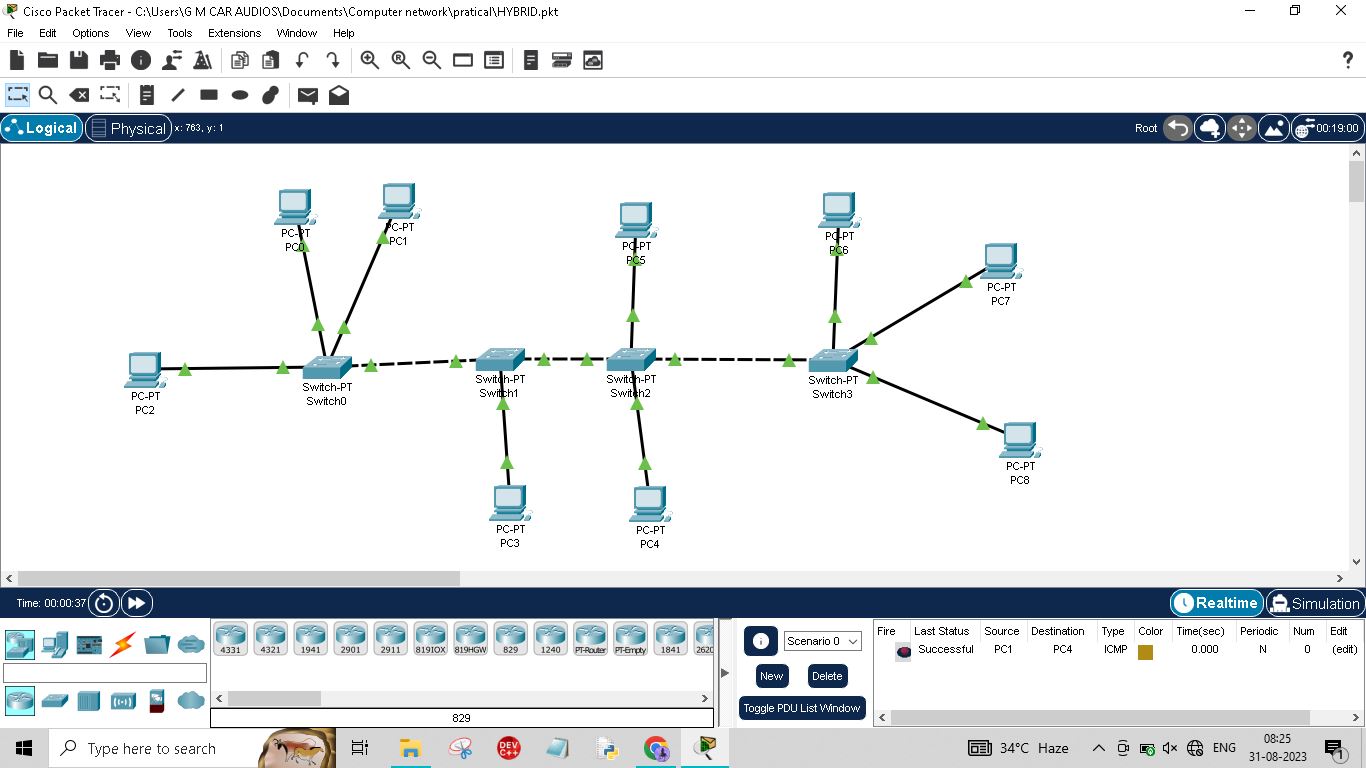 Cisco Packet Tracer - C:\Users\G M CAR AUDIOS\Documents\Computer network\pratical\HYBRID.pkt
File Edit Options View Tools Extensions Window Help
?
Logical Physical x: 763, y: 1 Root 00:19:00
PC-PT
PC0
PC-PT
PC1
PC-PT
PC5
PC-PT
PC6
PC-PT
PC7
PC-PT
PC2
Switch-PT
Switch0
Switch-PT
Switch1
Switch-PT
Switch2
Switch-PT
Switch3
PC-PT
PC8
PC-PT
PC3
PC-PT
PC4
Time: 00:00:37 Realtime Simulation
4331 4321 1941 2901 2911 819IOX 819HGW 829 1240 PT-Router PT-Empty 1841 2620
829
Scenario 0
New Delete
Toggle PDU List Window
Fire Last Status Source Destination Type Color Time(sec) Periodic Num Edit
Successful PC1 PC4 ICMP 0.000 N 0 (edit)
Type here to search DEV C++ 34°C Haze ENG 08:25
31-08-2023 1